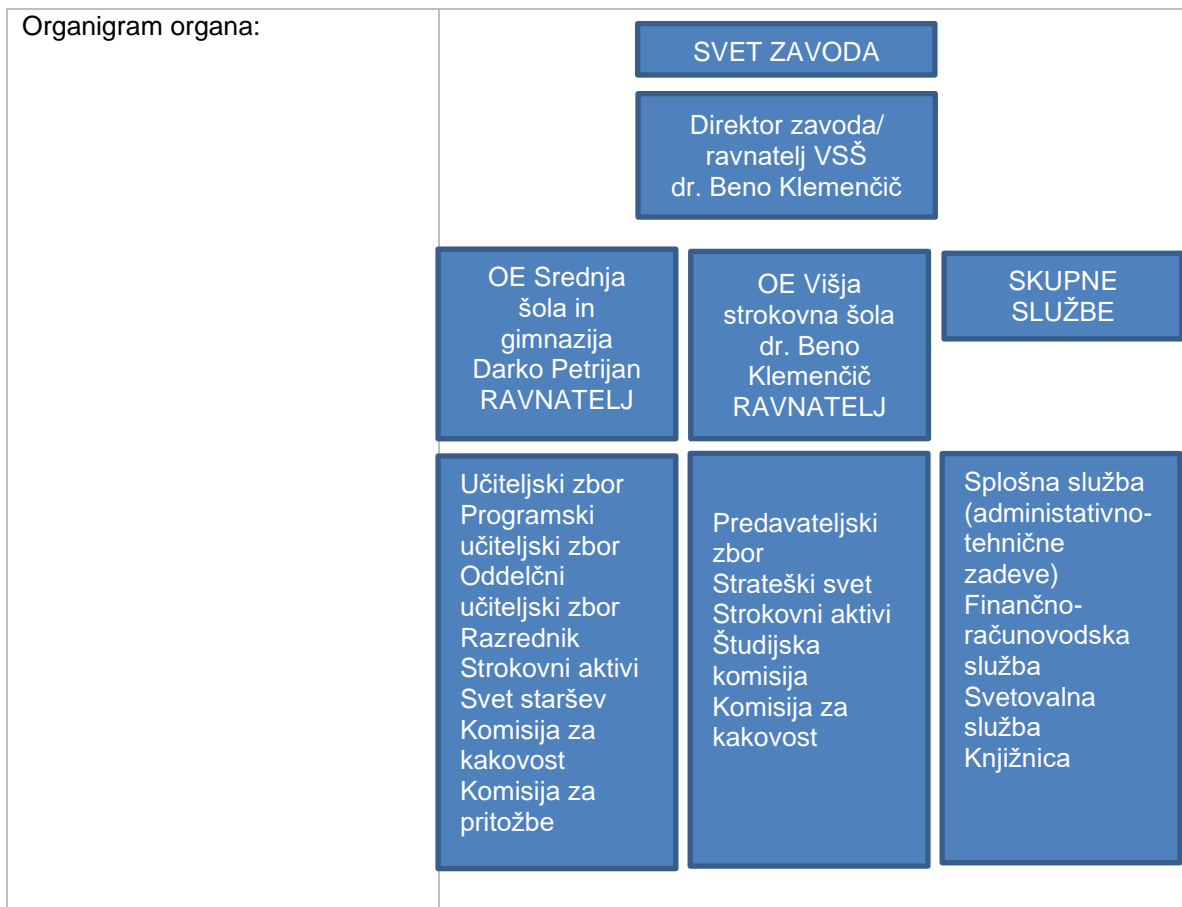 Organigram organa:
SVET ZAVODA
Direktor zavoda/
ravnatelj VSŠ
dr. Beno Klemenčič
OE Srednja
šola in
gimnazija
Darko Petrijan
RAVNATELJ
OE Višja
strokovna šola
dr. Beno
Klemenčič
RAVNATELJ
SKUPNE
SLUŽBE
Učiteljski zbor
Programski
učiteljski zbor
Oddelčni
učiteljski zbor
Razrednik
Strokovni aktivi
Svet staršev
Komisija za
kakovost
Komisija za
pritožbe
Predavateljski
zbor
Strateški svet
Strokovni aktivi
Študijska
komisija
Komisija za
kakovost
Splošna služba
(administativno-
tehnične
zadeve)
Finančno-
računovodska
služba
Svetovalna
služba
Knjižnica